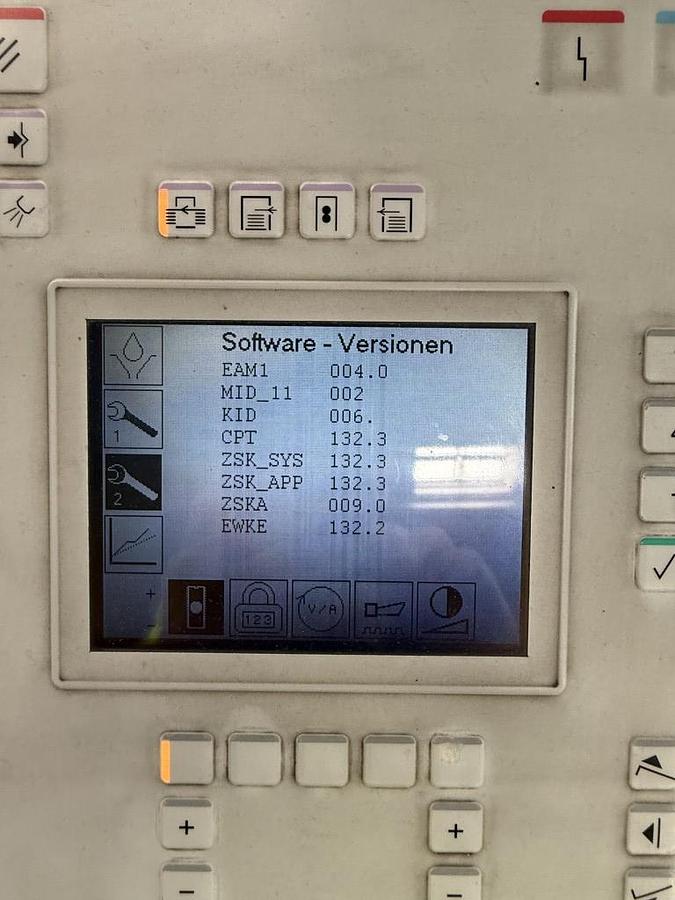 Software - Versionen
EAM1 004.0
MID_11 002
KID 006.
CPT 132.3
ZSK_SYS 132.3
ZSK_APP 132.3
ZSKA 009.0
EWKE 132.2
1
2
+
-
123
V/A
+
+
-
-